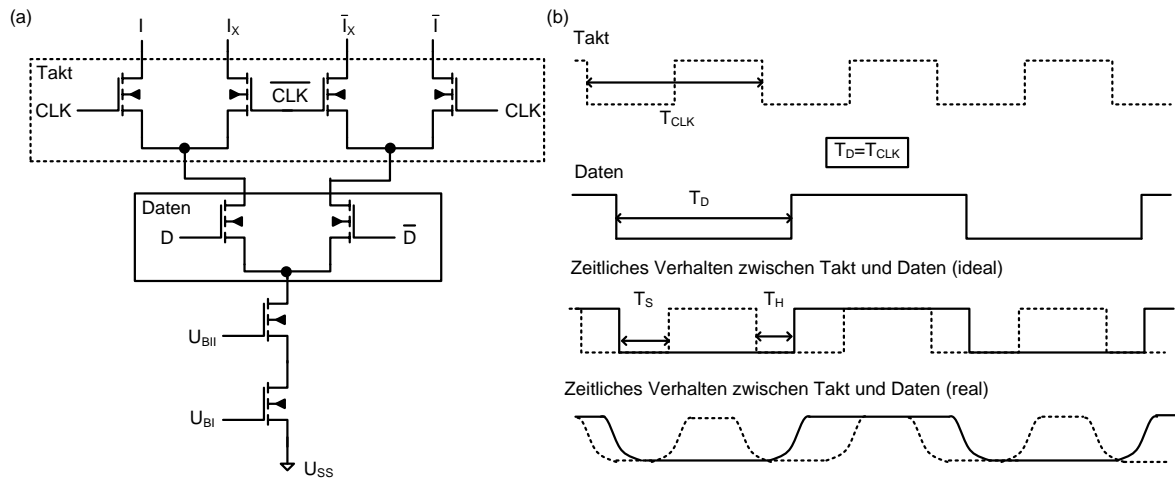 (a)
I
I_X
Ī_X
Ī
Takt
CLK
C̅L̅K̅
CLK
Daten
D
D̅
U_BII
U_BI
U_SS
(b)
Takt
T_CLK
T_D=T_CLK
Daten
T_D
Zeitliches Verhalten zwischen Takt und Daten (ideal)
T_S
T_H
Zeitliches Verhalten zwischen Takt und Daten (real)